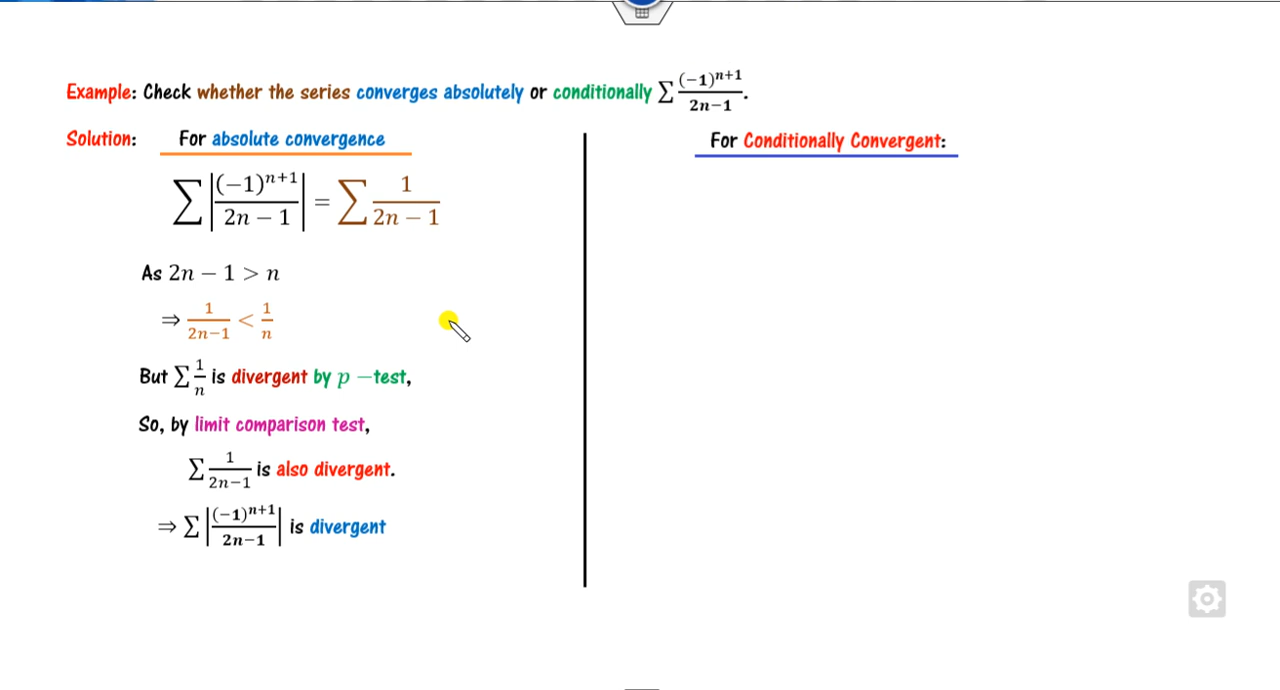 Example: Check whether the series converges absolutely or conditionally ∑ (−1)ⁿ⁺¹/(2n−1).
Solution: For absolute convergence
For Conditionally Convergent:
∑ |(−1)ⁿ⁺¹/(2n − 1)| = ∑ 1/(2n − 1)
As 2n − 1 > n
⇒ 1/(2n−1) < 1/n
But ∑ 1/n is divergent by p −test,
So, by limit comparison test,
∑ 1/(2n−1) is also divergent.
⇒ ∑ |(−1)ⁿ⁺¹/(2n−1)| is divergent